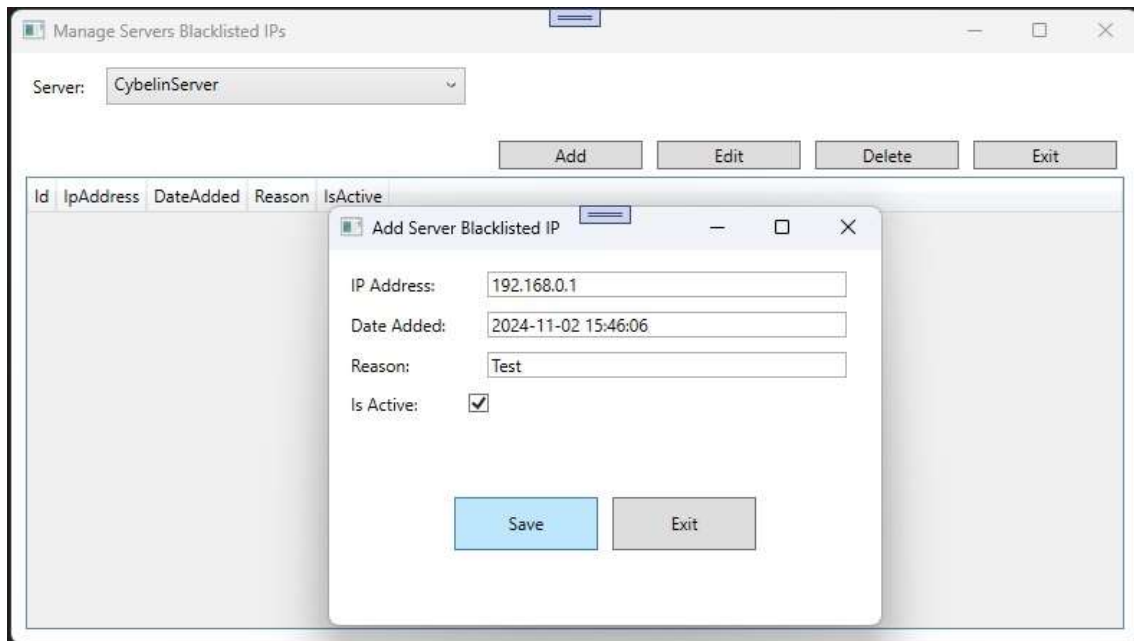 Manage Servers Blacklisted IPs
Server: CybelinServer
Add Edit Delete Exit
Id IpAddress DateAdded Reason IsActive
Add Server Blacklisted IP
IP Address: 192.168.0.1
Date Added: 2024-11-02 15:46:06
Reason: Test
Is Active:
Save Exit